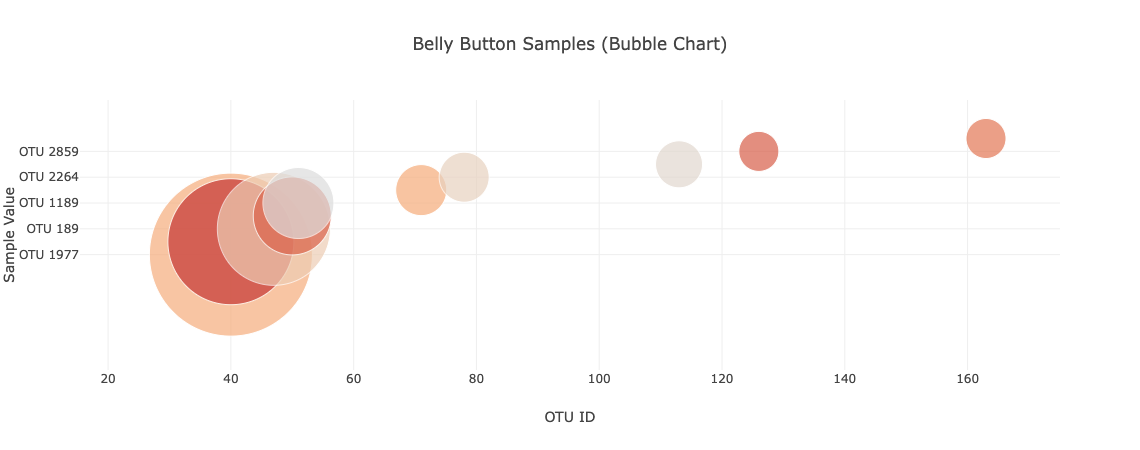 Belly Button Samples (Bubble Chart)
OTU 2859
OTU 2264
OTU 1189
OTU 189
OTU 1977
Sample Value
20 40 60 80 100 120 140 160
OTU ID